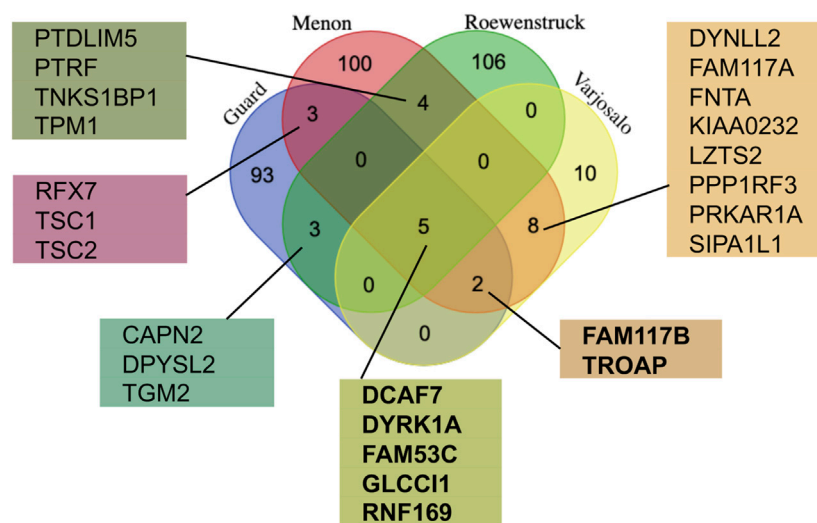 Menon
Roewenstruck
Guard
Varjosalo
100
106
3
4
0
93
0
0
10
3
5
8
0
2
0
PTDLIM5
PTRF
TNKS1BP1
TPM1
RFX7
TSC1
TSC2
CAPN2
DPYSL2
TGM2
DCAF7
DYRK1A
FAM53C
GLCCI1
RNF169
FAM117B
TROAP
DYNLL2
FAM117A
FNTA
KIAA0232
LZTS2
PPP1RF3
PRKAR1A
SIPA1L1